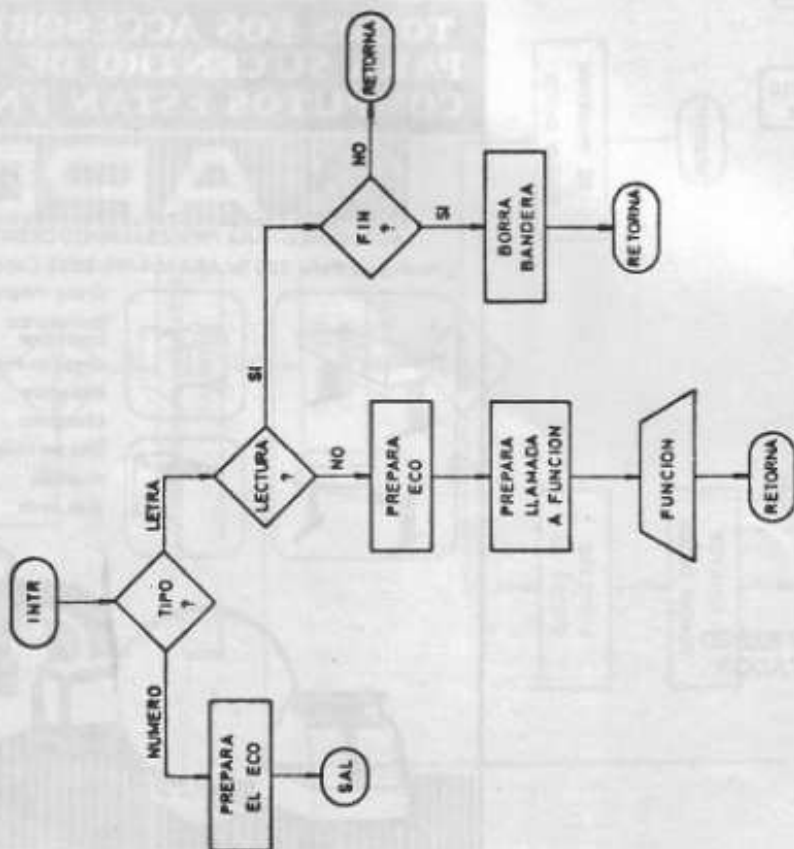 INTR
NUMERO
TIPO
?
LETRA
PREPARA
EL ECO
SAL
LECTURA
?
SI
NO
FIN
?
NO
RETORNA
SI
PREPARA
ECO
BORRA
BANDERA
PREPARA
LLAMADA
A FUNCION
RETORNA
FUNCION
RETORNA